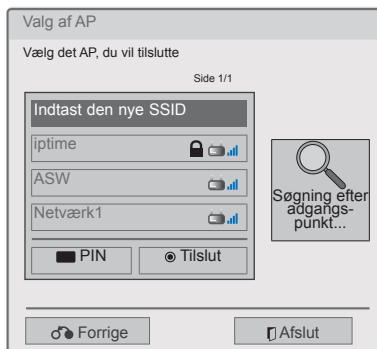 Valg af AP
Vælg det AP, du vil tilslutte
Side 1/1
Indtast den nye SSID
iptime
ASW
Netværk1
PIN
Tilslut
Søgning efter
adgangs-
punkt...
Forrige
Afslut